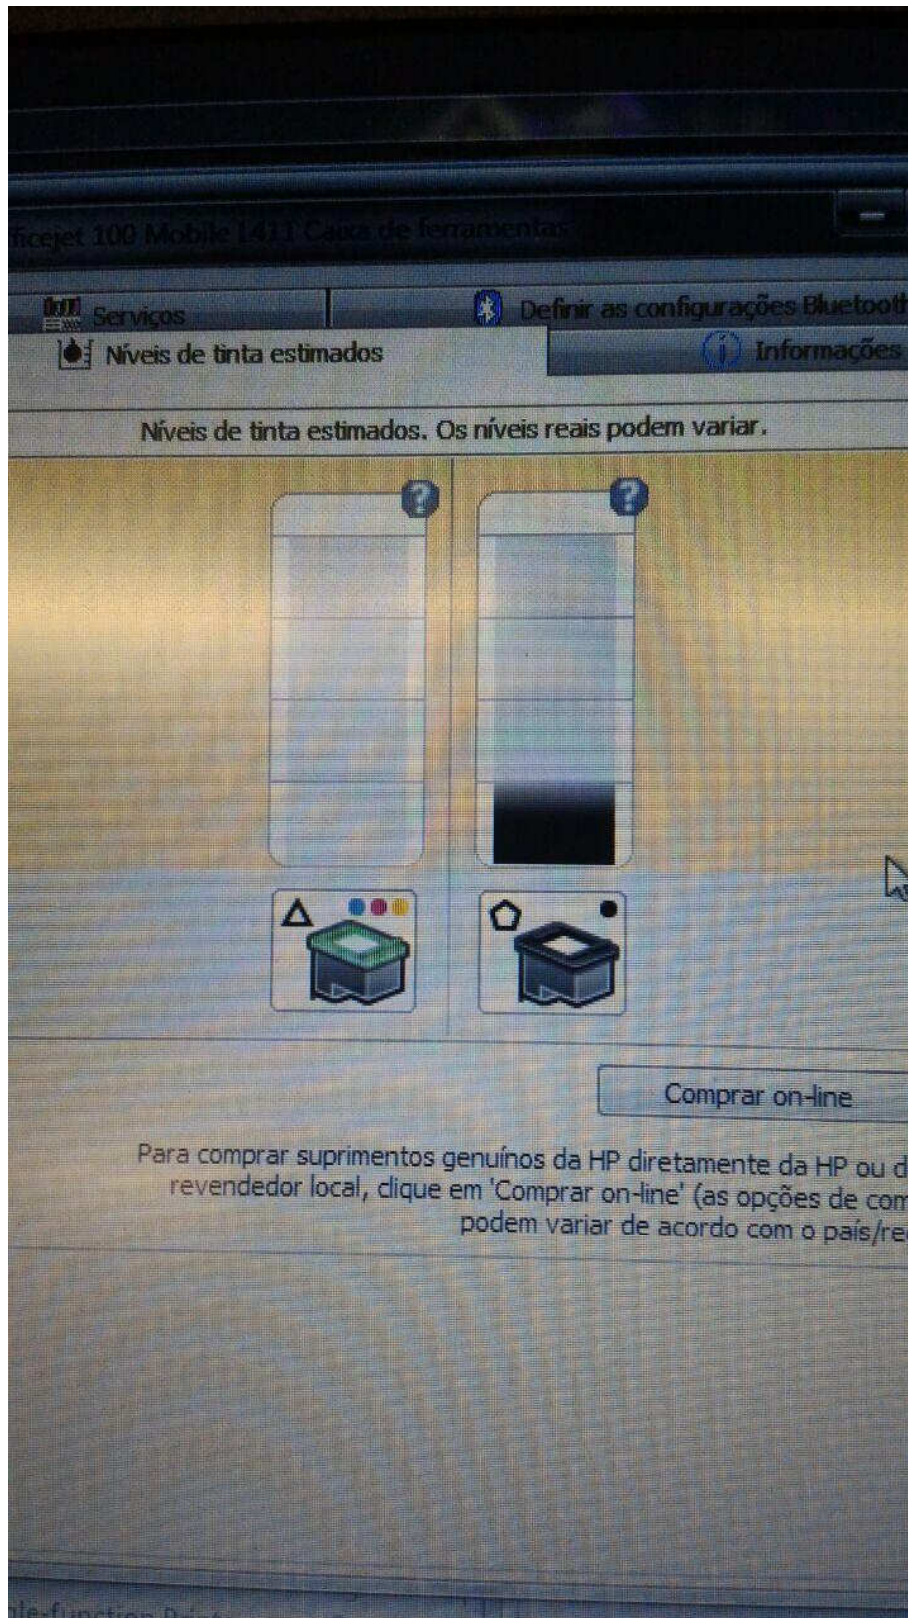 ficejet 100 Mobile L411 Caixa de ferramentas
Serviços
Definir as configurações Bluetooth
Níveis de tinta estimados
Informações
Níveis de tinta estimados. Os níveis reais podem variar.
?
?
Comprar on-line
Para comprar suprimentos genuínos da HP diretamente da HP ou d
revendedor local, clique em 'Comprar on-line' (as opções de com
podem variar de acordo com o país/re